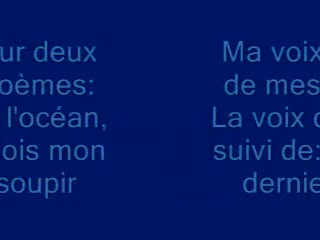 ur deux
oèmes:
l'océan,
ois mon
soupir
Ma voix
de mes
La voix
suivi de:
dernie